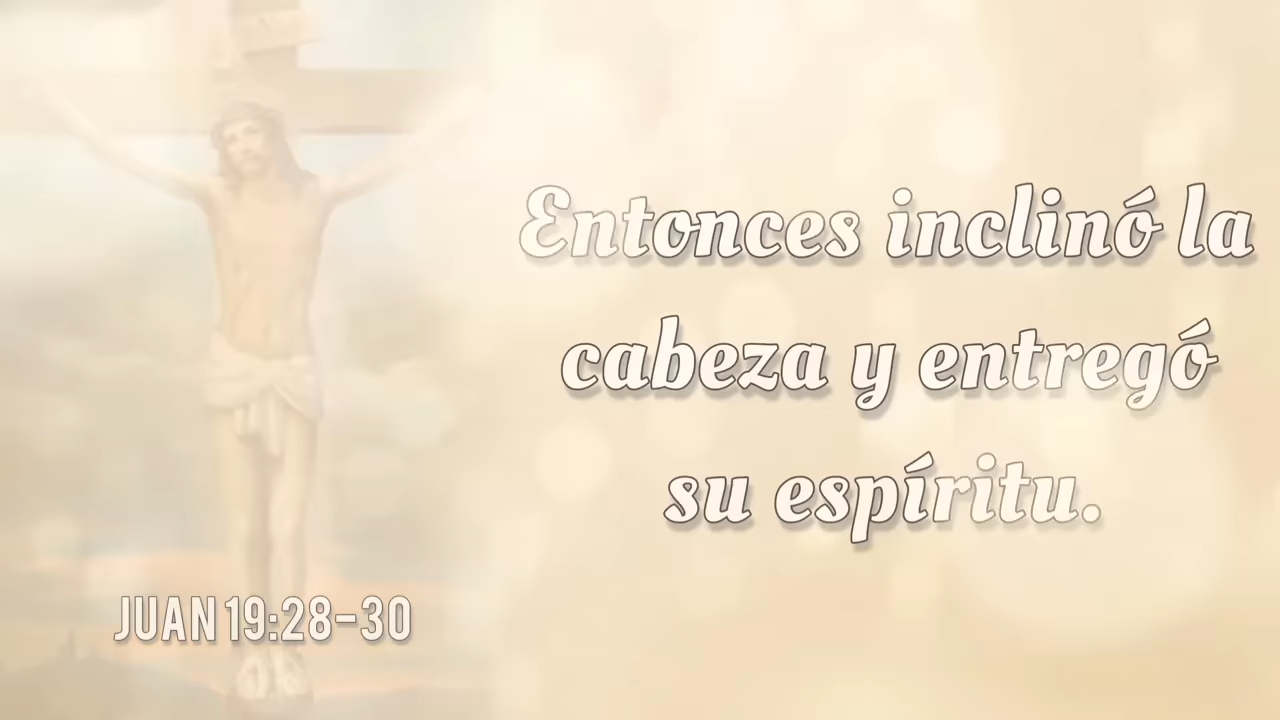 Entonces inclinó la
cabeza y entregó
su espíritu.
JUAN 19:28-30